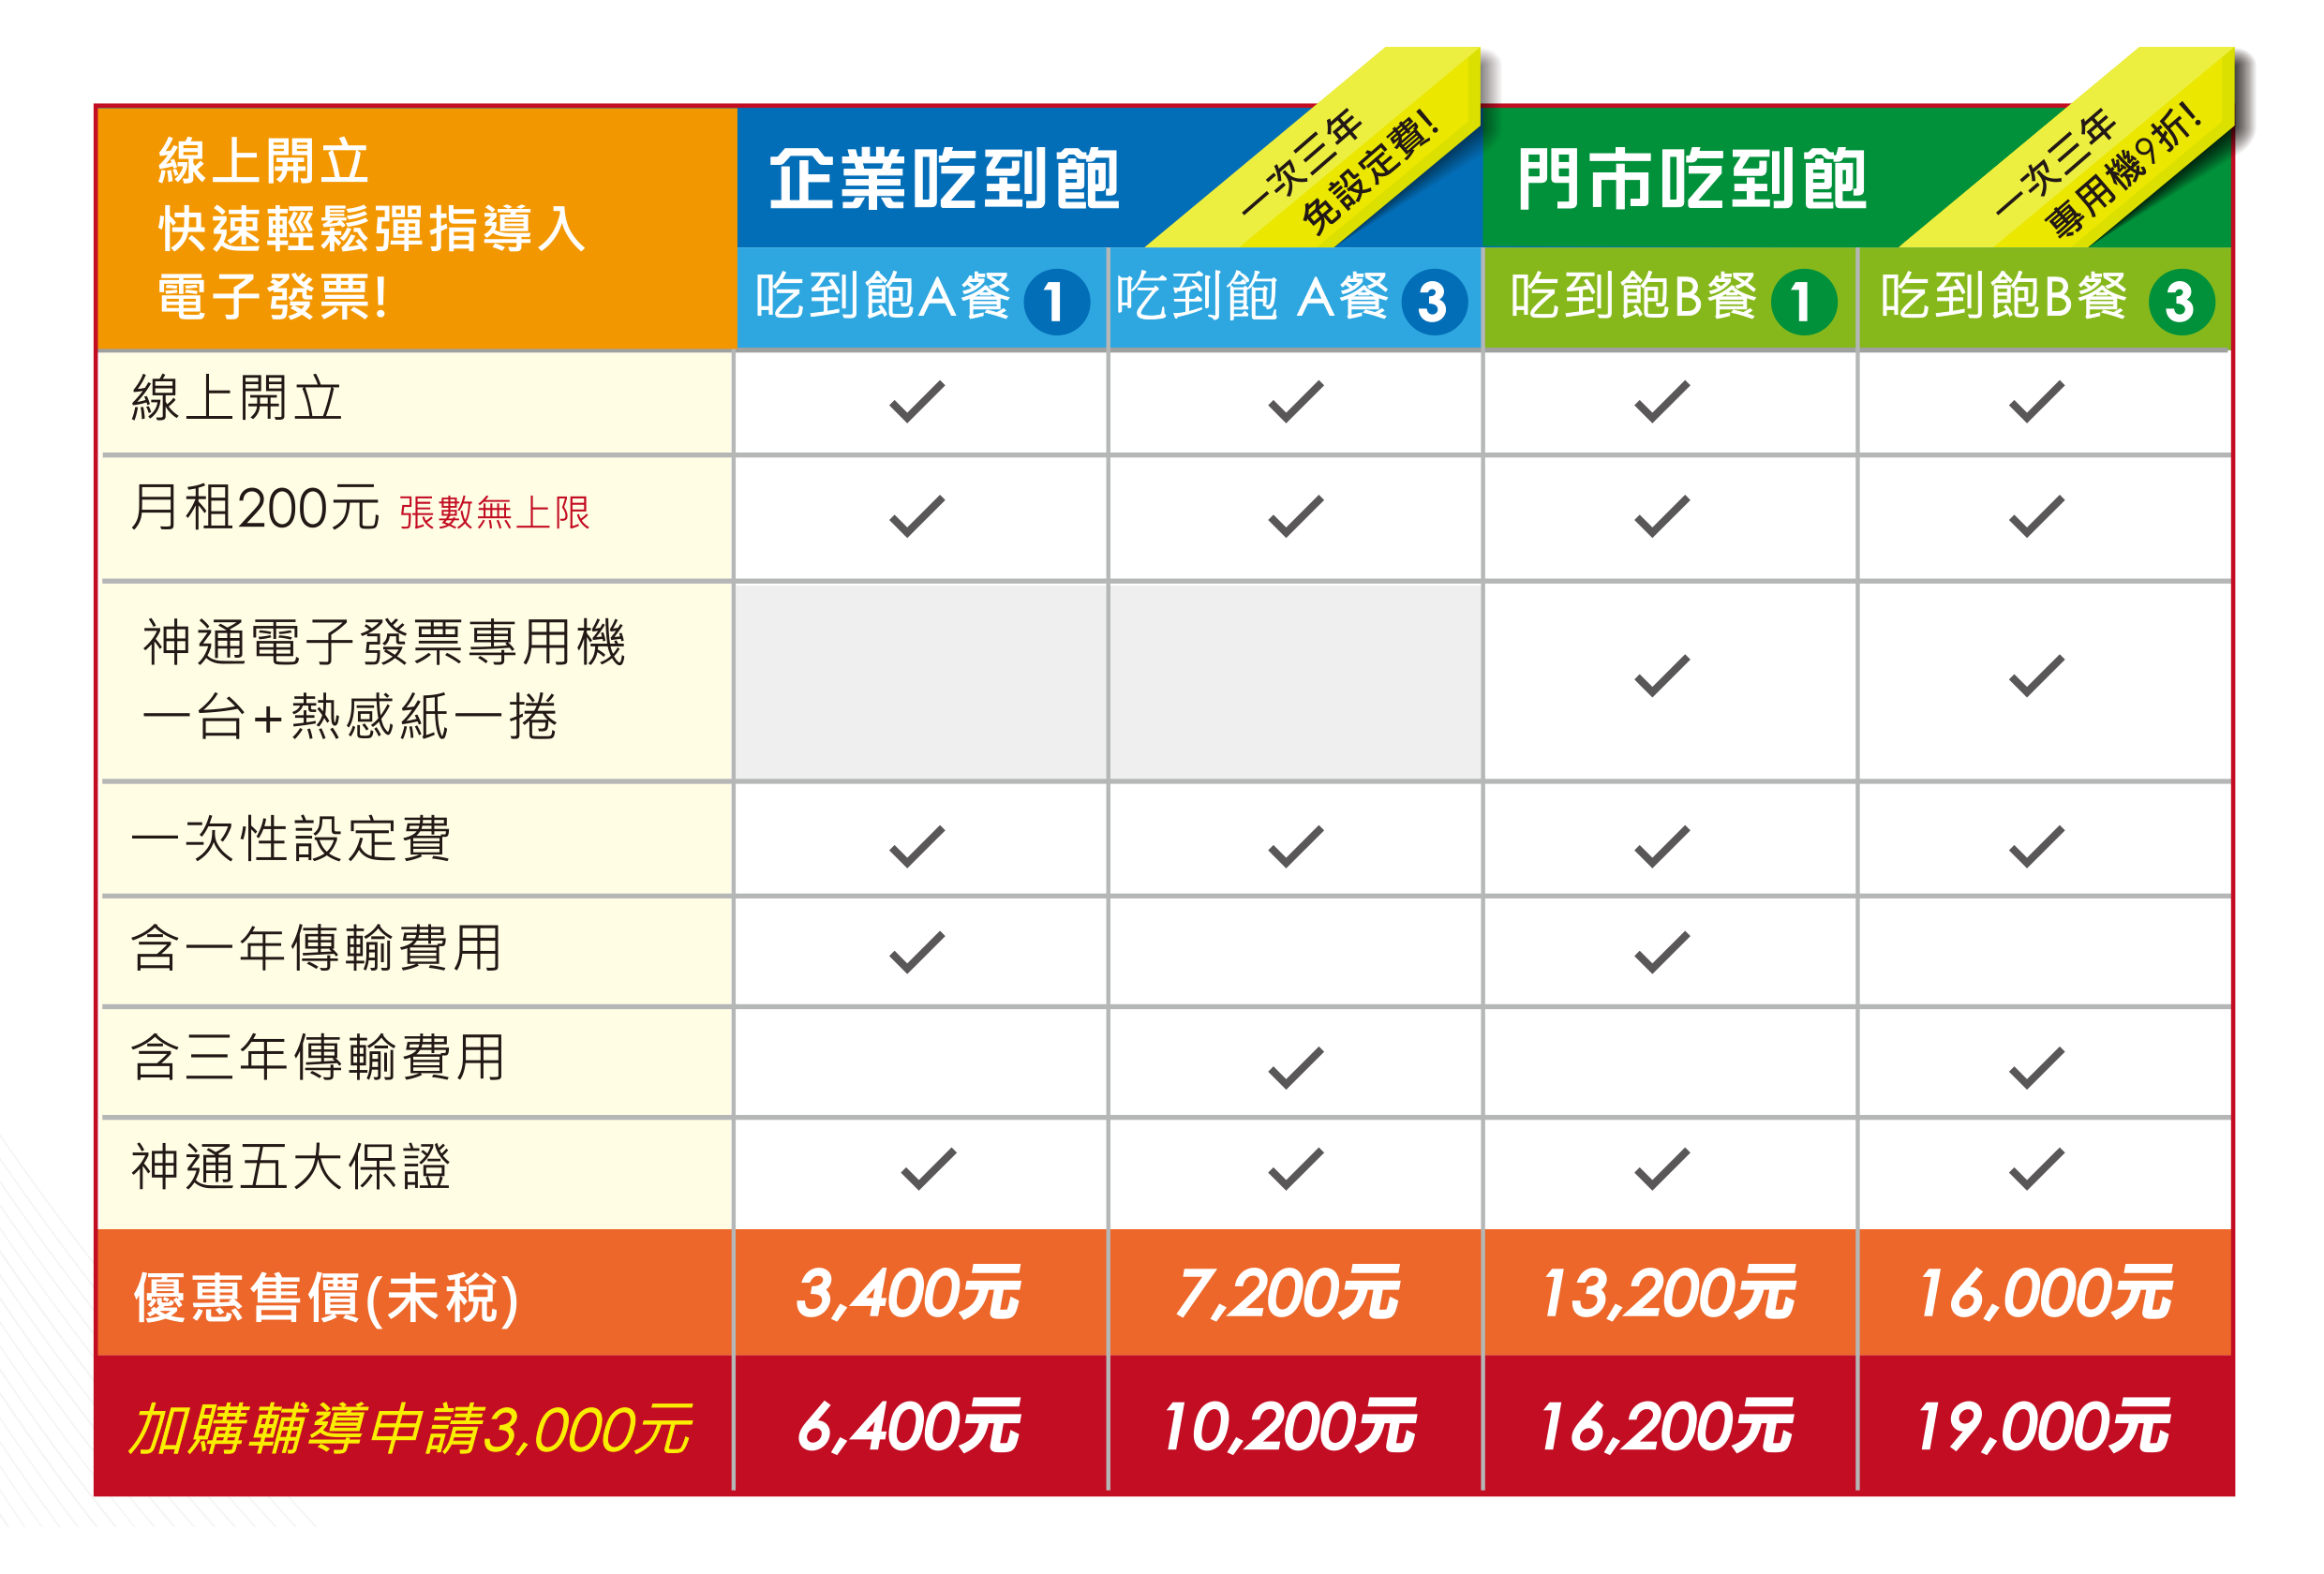 線上開立
快速輕鬆張指導入
電子發票!
企業吃到飽
一次三年
免設定費!
門市吃到飽
一次三年
專用機9折!
吃到飽A餐 1
吃到飽A餐 3
吃到飽B餐 1
吃到飽B餐 3
線上開立
月租200元 張數無上限
神通電子發票專用機
一台+熱感紙一捲
一次性設定費
含一年傳輸費用
含三年傳輸費用
神通五大保證
優惠售價(未稅)
3,400元
7,200元
13,200元
16,000元
加購輔導申請3,000元
6,400元
10,200元
16,200元
19,000元